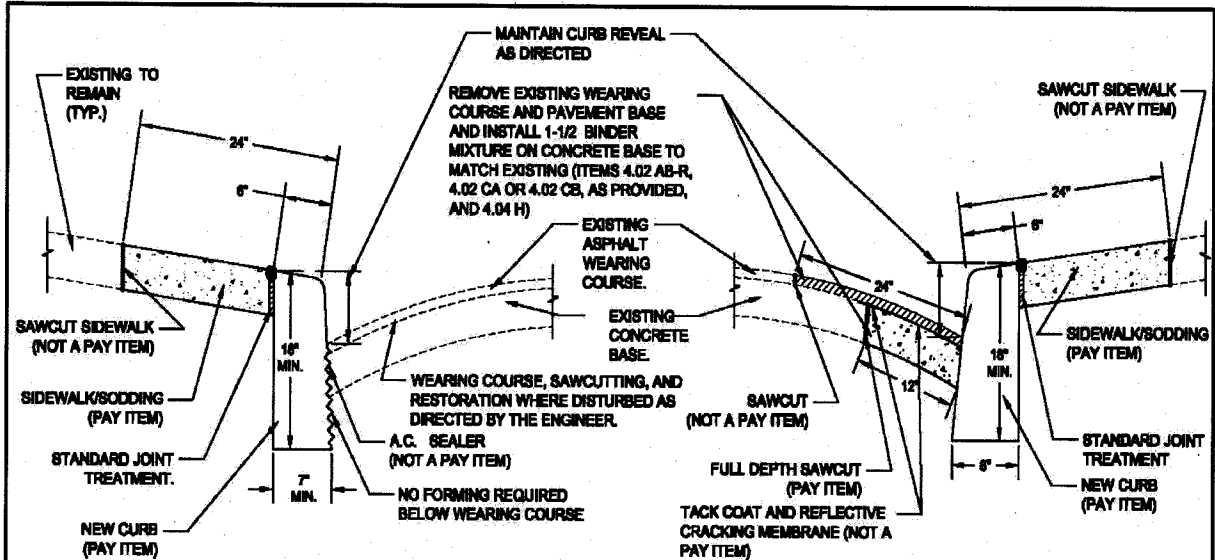 MAINTAIN CURB REVEAL
AS DIRECTED
EXISTING TO
REMAIN
(TYP.)
REMOVE EXISTING WEARING
COURSE AND PAVEMENT BASE
AND INSTALL 1-1/2 BINDER
MIXTURE ON CONCRETE BASE TO
MATCH EXISTING (ITEMS 4.02 AB-R,
4.02 CA OR 4.02 CB, AS PROVIDED,
AND 4.04 H)
SAWCUT SIDEWALK
(NOT A PAY ITEM)
24"
6"
24"
6"
EXISTING
ASPHALT
WEARING
COURSE.
24"
EXISTING
CONCRETE
BASE.
SAWCUT SIDEWALK
(NOT A PAY ITEM)
18"
MIN.
18"
MIN.
SIDEWALK/SODDING
(PAY ITEM)
WEARING COURSE, SAWCUTTING, AND
RESTORATION WHERE DISTURBED AS
DIRECTED BY THE ENGINEER.
12"
SIDEWALK/SODDING
(PAY ITEM)
SAWCUT
(NOT A PAY ITEM)
A.C. SEALER
(NOT A PAY ITEM)
STANDARD JOINT
TREATMENT.
STANDARD JOINT
TREATMENT
7"
MIN.
8"
FULL DEPTH SAWCUT
(PAY ITEM)
NO FORMING REQUIRED
BELOW WEARING COURSE
NEW CURB
(PAY ITEM)
TACK COAT AND REFLECTIVE
CRACKING MEMBRANE (NOT A
PAY ITEM)
NEW CURB
(PAY ITEM)